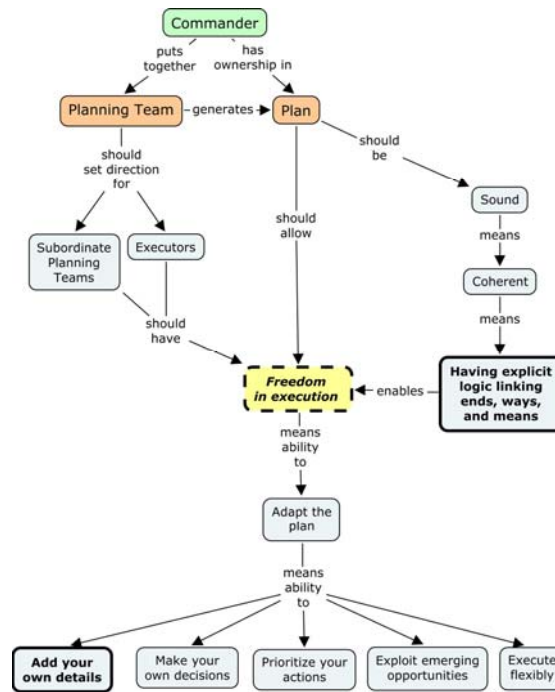 Commander
puts
together
has
ownership in
Planning Team
generates
Plan
should
set direction
for
should
be
should
allow
Sound
means
Subordinate
Planning
Teams
Executors
Coherent
means
should
have
Having explicit
logic linking
ends, ways,
and means
Freedom
in execution
enables
means
ability
to
Adapt the
plan
means
ability
to
Add your
own details
Make your
own decisions
Prioritize your
actions
Exploit emerging
opportunities
Execute
flexibly